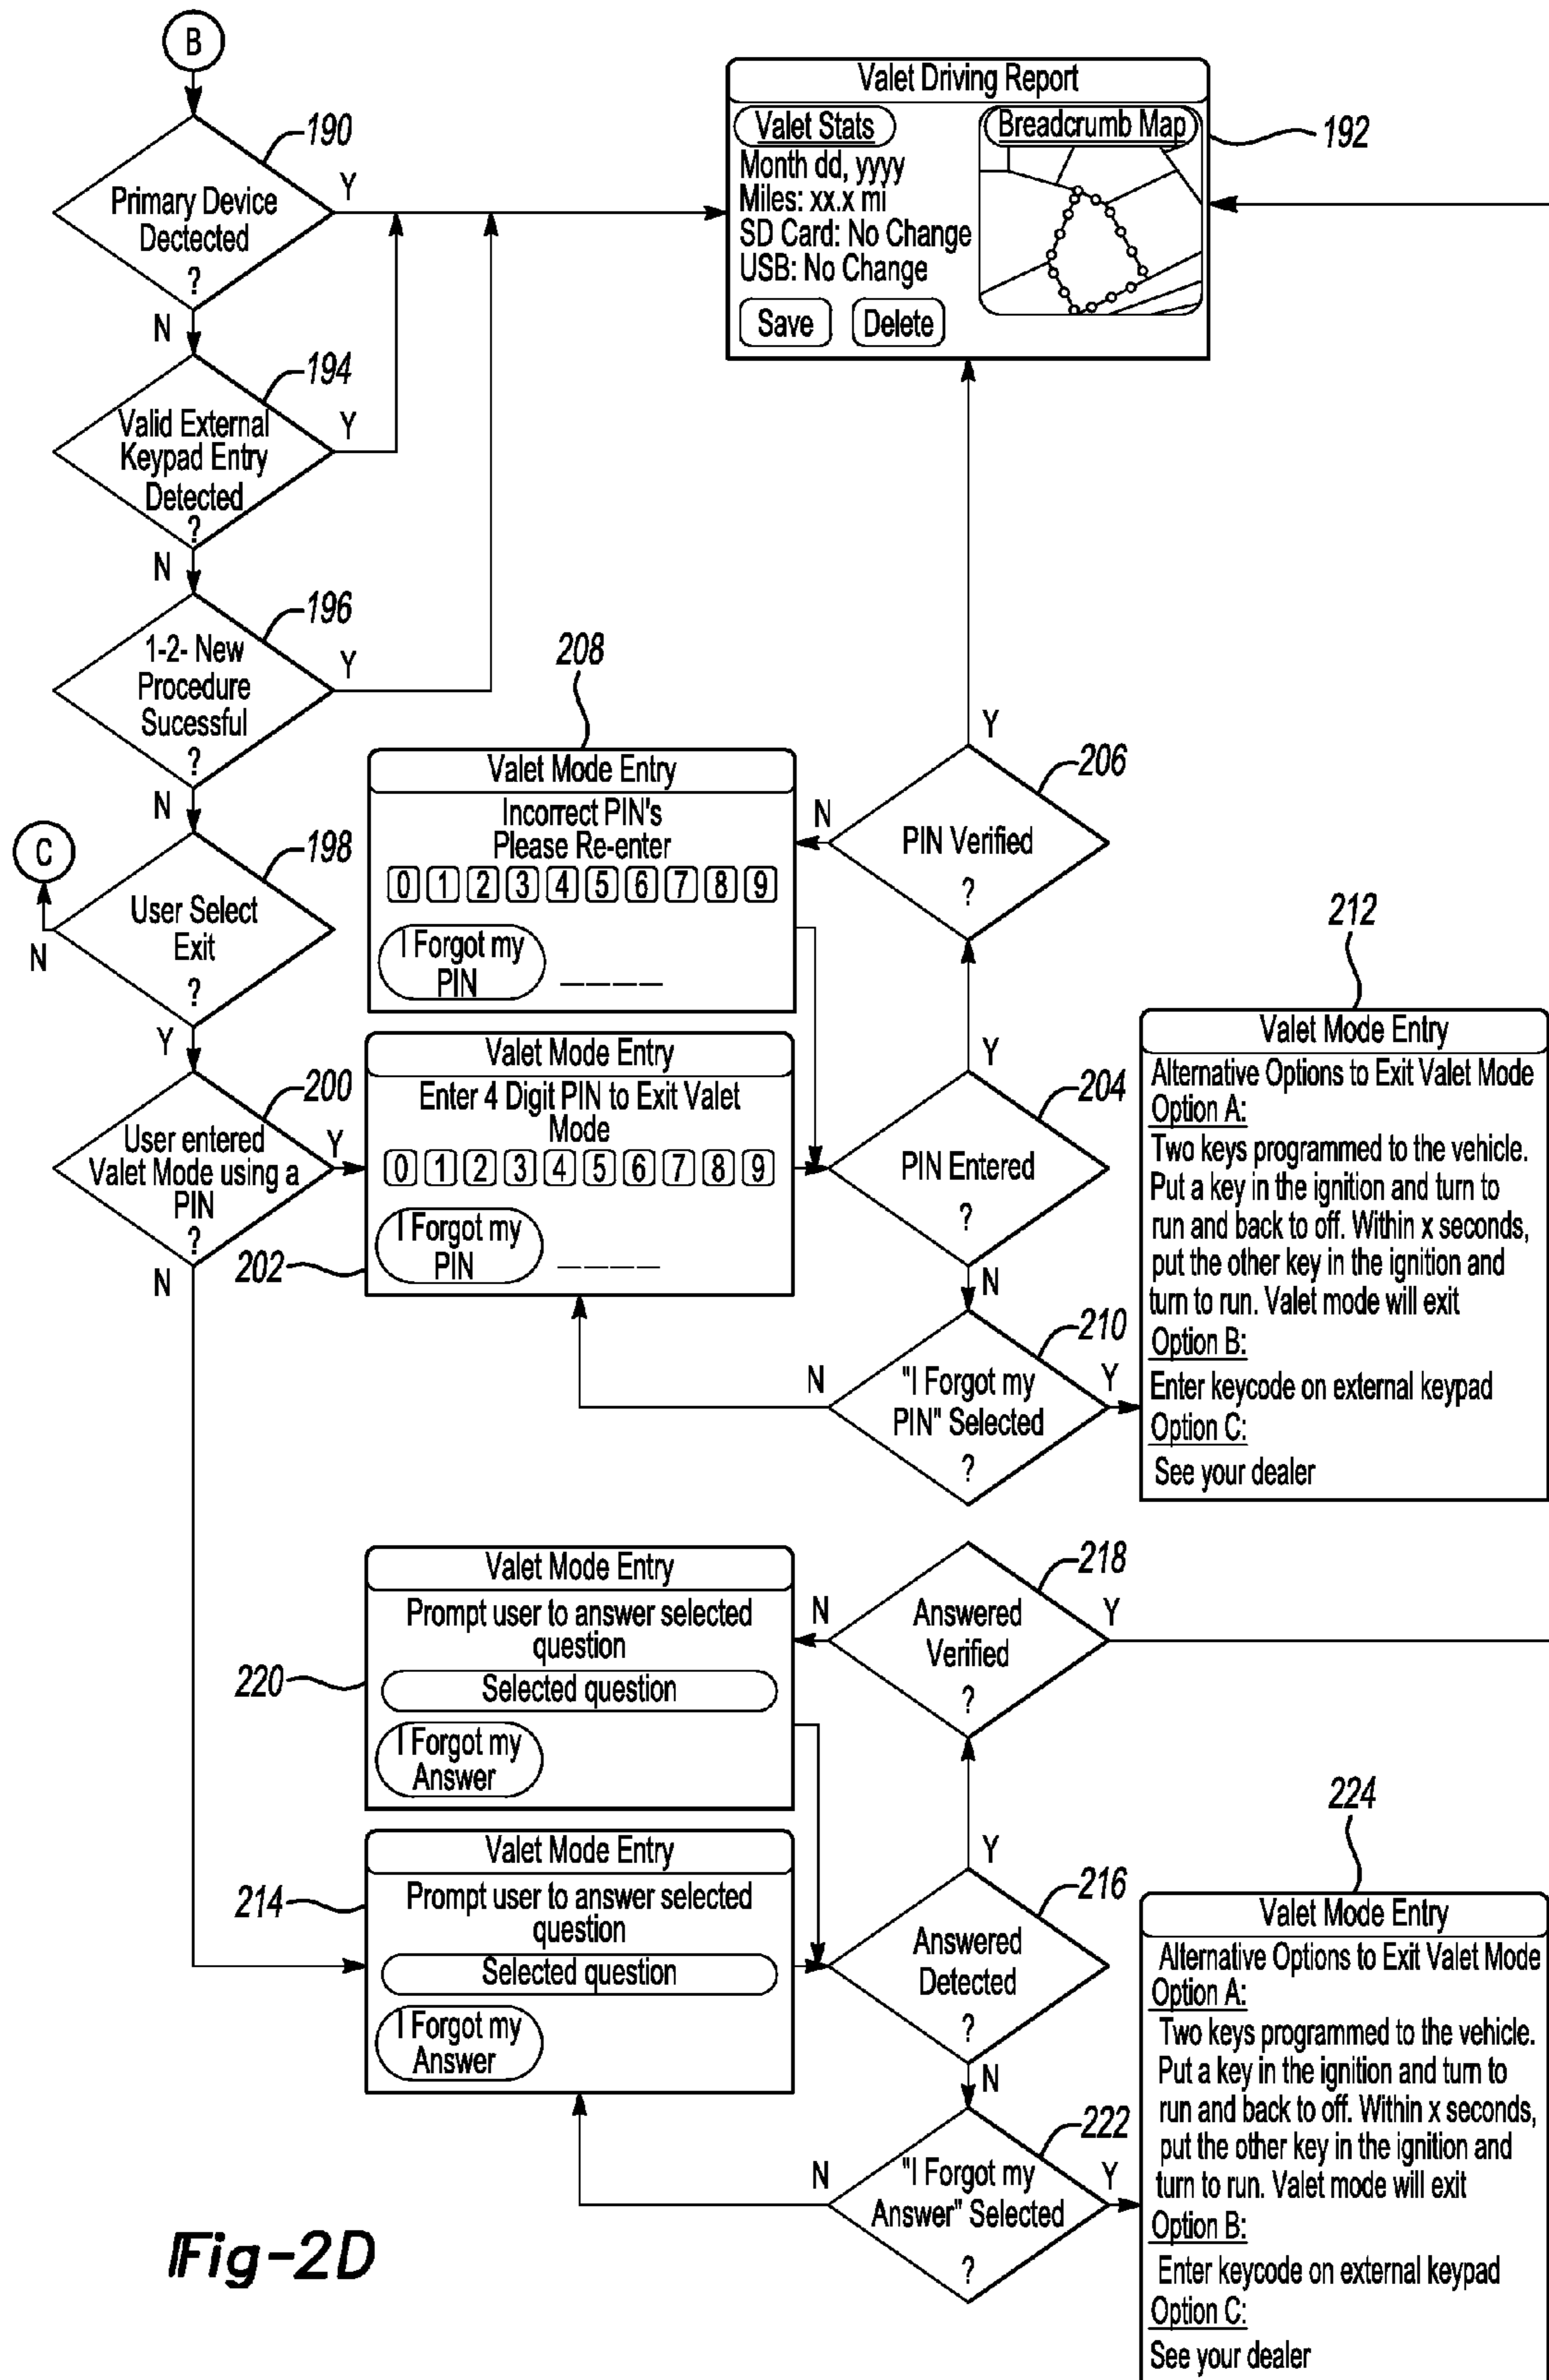 B
190
Primary Device
Dectected
?
Y
N
Valet Driving Report
Valet Stats
Breadcrumb Map
Month dd, yyyy
Miles: xx.x mi
SD Card: No Change
USB: No Change
Save
Delete
192
194
Valid External
Keypad Entry
Detected
?
Y
N
196
1-2- New
Procedure
Sucessful
?
Y
N
C
198
User Select
Exit
?
N
Y
200
User entered
Valet Mode using a
PIN
?
Y
N
208
Valet Mode Entry
Incorrect PIN's
Please Re-enter
0 1 2 3 4 5 6 7 8 9
I Forgot my
PIN
_ _ _ _
202
Valet Mode Entry
Enter 4 Digit PIN to Exit Valet
Mode
0 1 2 3 4 5 6 7 8 9
I Forgot my
PIN
_ _ _ _
206
Y
N
PIN Verified
?
204
Y
PIN Entered
?
N
210
"I Forgot my
PIN" Selected
?
N
Y
212
Valet Mode Entry
Alternative Options to Exit Valet Mode
Option A:
Two keys programmed to the vehicle.
Put a key in the ignition and turn to
run and back to off. Within x seconds,
put the other key in the ignition and
turn to run. Valet mode will exit
Option B:
Enter keycode on external keypad
Option C:
See your dealer
220
Valet Mode Entry
Prompt user to answer selected
question
Selected question
I Forgot my
Answer
214
Valet Mode Entry
Prompt user to answer selected
question
Selected question
I Forgot my
Answer
218
Answered
Verified
?
N
Y
216
Y
Answered
Detected
?
N
222
"I Forgot my
Answer" Selected
?
N
Y
224
Valet Mode Entry
Alternative Options to Exit Valet Mode
Option A:
Two keys programmed to the vehicle.
Put a key in the ignition and turn to
run and back to off. Within x seconds,
put the other key in the ignition and
turn to run. Valet mode will exit
Option B:
Enter keycode on external keypad
Option C:
See your dealer
Fig-2D